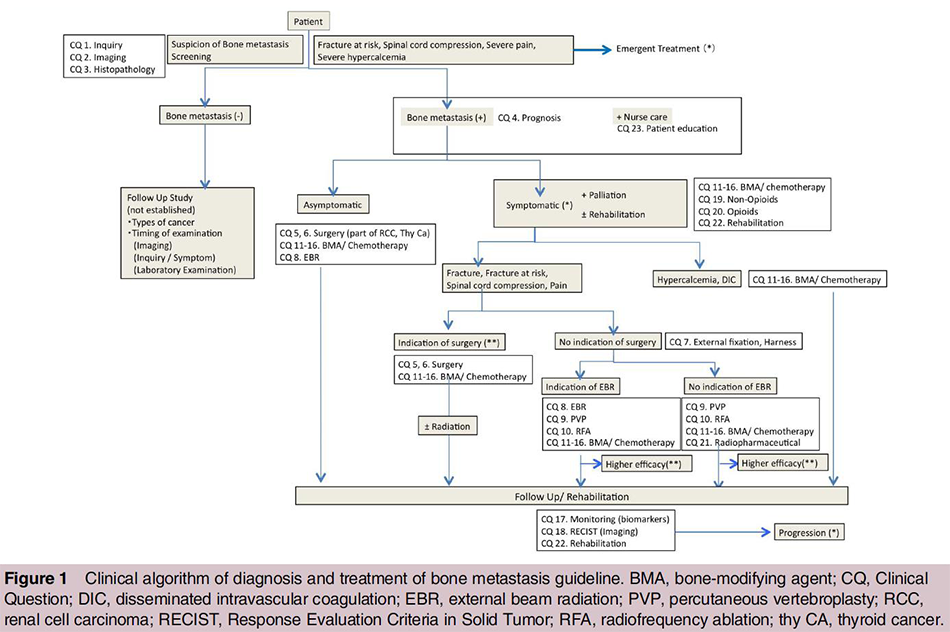 Patient
CQ 1. Inquiry
CQ 2. Imaging
CQ 3. Histopathology
Suspicion of Bone metastasis
Screening
Fracture at risk, Spinal cord compression, Severe pain,
Severe hypercalcemia
Emergent Treatment (*)
Bone metastasis (-)
Bone metastasis (+)
CQ 4. Prognosis
+ Nurse care
CQ 23. Patient education
Follow Up Study
(not established)
・Types of cancer
・Timing of examination
(Imaging)
(Inquiry / Symptom)
(Laboratory Examination)
Asymptomatic
CQ 5, 6. Surgery (part of RCC, Thy Ca)
CQ 11-16. BMA/ Chemotherapy
CQ 8. EBR
Symptomatic (*)
+ Palliation
± Rehabilitation
CQ 11-16. BMA/ chemotherapy
CQ 19. Non-Opioids
CQ 20. Opioids
CQ 22. Rehabilitation
Fracture, Fracture at risk,
Spinal cord compression, Pain
Hypercalcemia, DIC
CQ 11-16. BMA/ Chemotherapy
Indication of surgery (**)
CQ 5, 6. Surgery
CQ 11-16. BMA/ Chemotherapy
± Radiation
No indication of surgery
CQ 7. External fixation, Harness
Indication of EBR
CQ 8. EBR
CQ 9. PVP
CQ 10. RFA
CQ 11-16. BMA/ Chemotherapy
Higher efficacy(**)
No indication of EBR
CQ 9. PVP
CQ 10. RFA
CQ 11-16. BMA/ Chemotherapy
CQ 21. Radiopharmaceutical
Higher efficacy(**)
Follow Up/ Rehabilitation
CQ 17. Monitoring (biomarkers)
CQ 18. RECIST (Imaging)
CQ 22. Rehabilitation
Progression (*)
Figure 1 Clinical algorithm of diagnosis and treatment of bone metastasis guideline. BMA, bone-modifying agent; CQ, Clinical
Question; DIC, disseminated intravascular coagulation; EBR, external beam radiation; PVP, percutaneous vertebroplasty; RCC,
renal cell carcinoma; RECIST, Response Evaluation Criteria in Solid Tumor; RFA, radiofrequency ablation; thy CA, thyroid cancer.